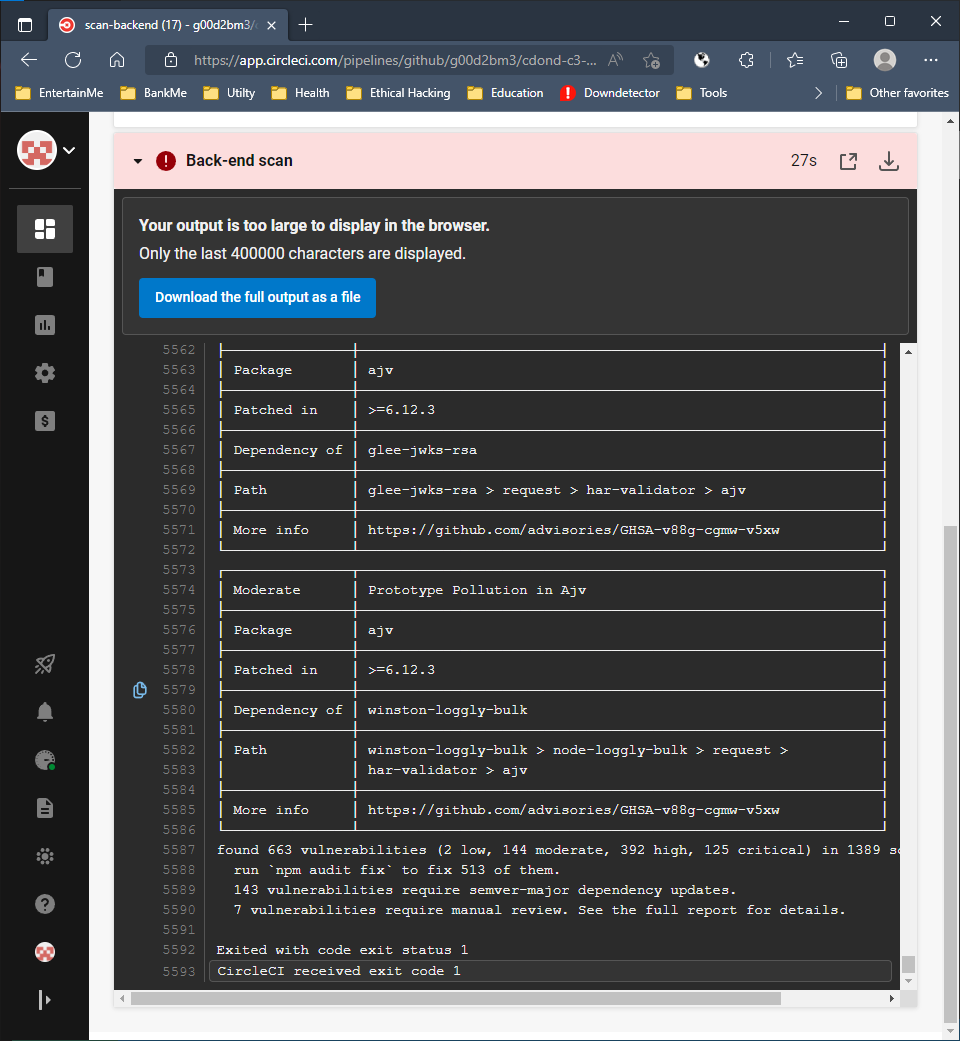 scan-backend (17) - g00d2bm3/
https://app.circleci.com/pipelines/github/g00d2bm3/cdond-c3-...
EntertainMe
BankMe
Utilty
Health
Ethical Hacking
Education
Downdetector
Tools
Other favorites
Back-end scan
27s
Your output is too large to display in the browser.
Only the last 400000 characters are displayed.
Download the full output as a file
5562
5563 Package ajv
5564
5565 Patched in >=6.12.3
5566
5567 Dependency of glee-jwks-rsa
5568
5569 Path glee-jwks-rsa > request > har-validator > ajv
5570
5571 More info https://github.com/advisories/GHSA-v88g-cgmw-v5xw
5572
5573
5574 Moderate Prototype Pollution in Ajv
5575
5576 Package ajv
5577
5578 Patched in >=6.12.3
5579
5580 Dependency of winston-loggly-bulk
5581
5582 Path winston-loggly-bulk > node-loggly-bulk > request >
5583 har-validator > ajv
5584
5585 More info https://github.com/advisories/GHSA-v88g-cgmw-v5xw
5586
5587 found 663 vulnerabilities (2 low, 144 moderate, 392 high, 125 critical) in 1389
5588 run `npm audit fix` to fix 513 of them.
5589 143 vulnerabilities require semver-major dependency updates.
5590 7 vulnerabilities require manual review. See the full report for details.
5591
5592 Exited with code exit status 1
5593 CircleCI received exit code 1